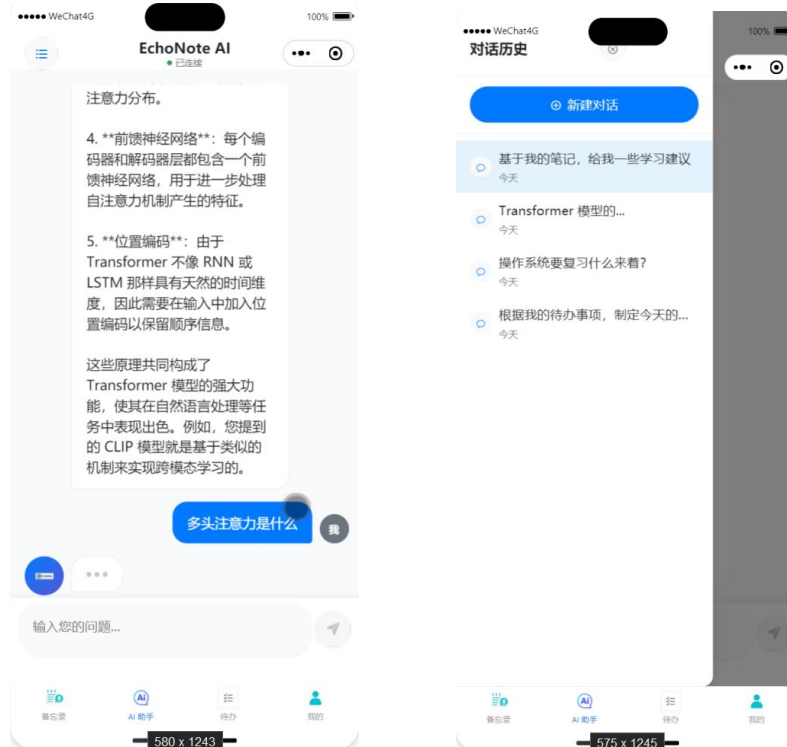 WeChat4G
100%
EchoNote AI
已连接
注意力分布。
4. **前馈神经网络**：每个编
码器和解码器层都包含一个前
馈神经网络，用于进一步处理
自注意力机制产生的特征。
5. **位置编码**：由于
Transformer 不像 RNN 或
LSTM 那样具有天然的时间维
度，因此需要在输入中加入位
置编码以保留顺序信息。
这些原理共同构成了
Transformer 模型的强大功
能，使其在自然语言处理等任
务中表现出色。例如，您提到
的 CLIP 模型就是基于类似的
机制来实现跨模态学习的。
多头注意力是什么
我
输入您的问题...
备忘录
AI 助手
待办
我的
580 x 1243
WeChat4G
100%
对话历史
新建对话
基于我的笔记，给我一些学习建议
今天
Transformer 模型的...
今天
操作系统要复习什么来着?
今天
根据我的待办事项，制定今天的...
今天
备忘录
AI 助手
待办
我的
575 x 1245